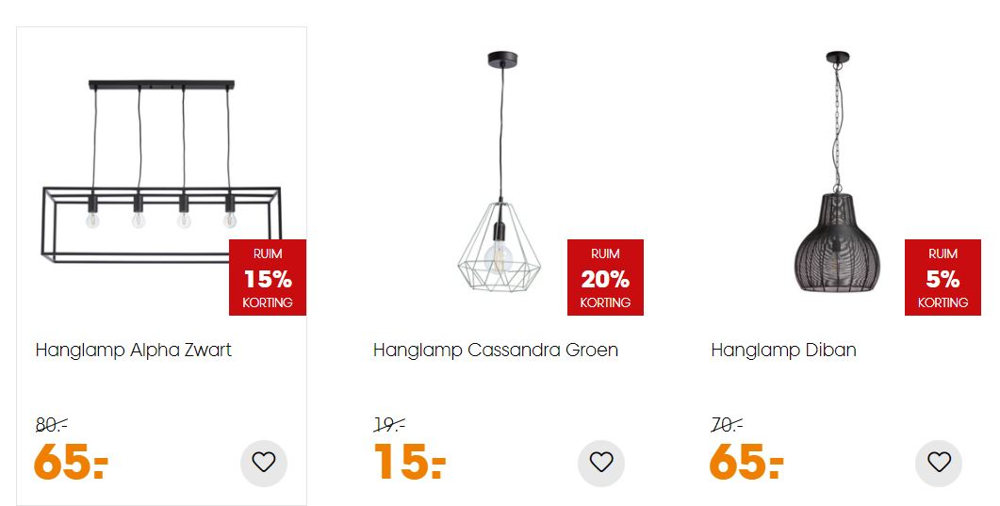 RUIM
15%
KORTING
Hanglamp Alpha Zwart
80.-
65.-
RUIM
20%
KORTING
Hanglamp Cassandra Groen
19.-
15.-
RUIM
5%
KORTING
Hanglamp Diban
70.-
65.-